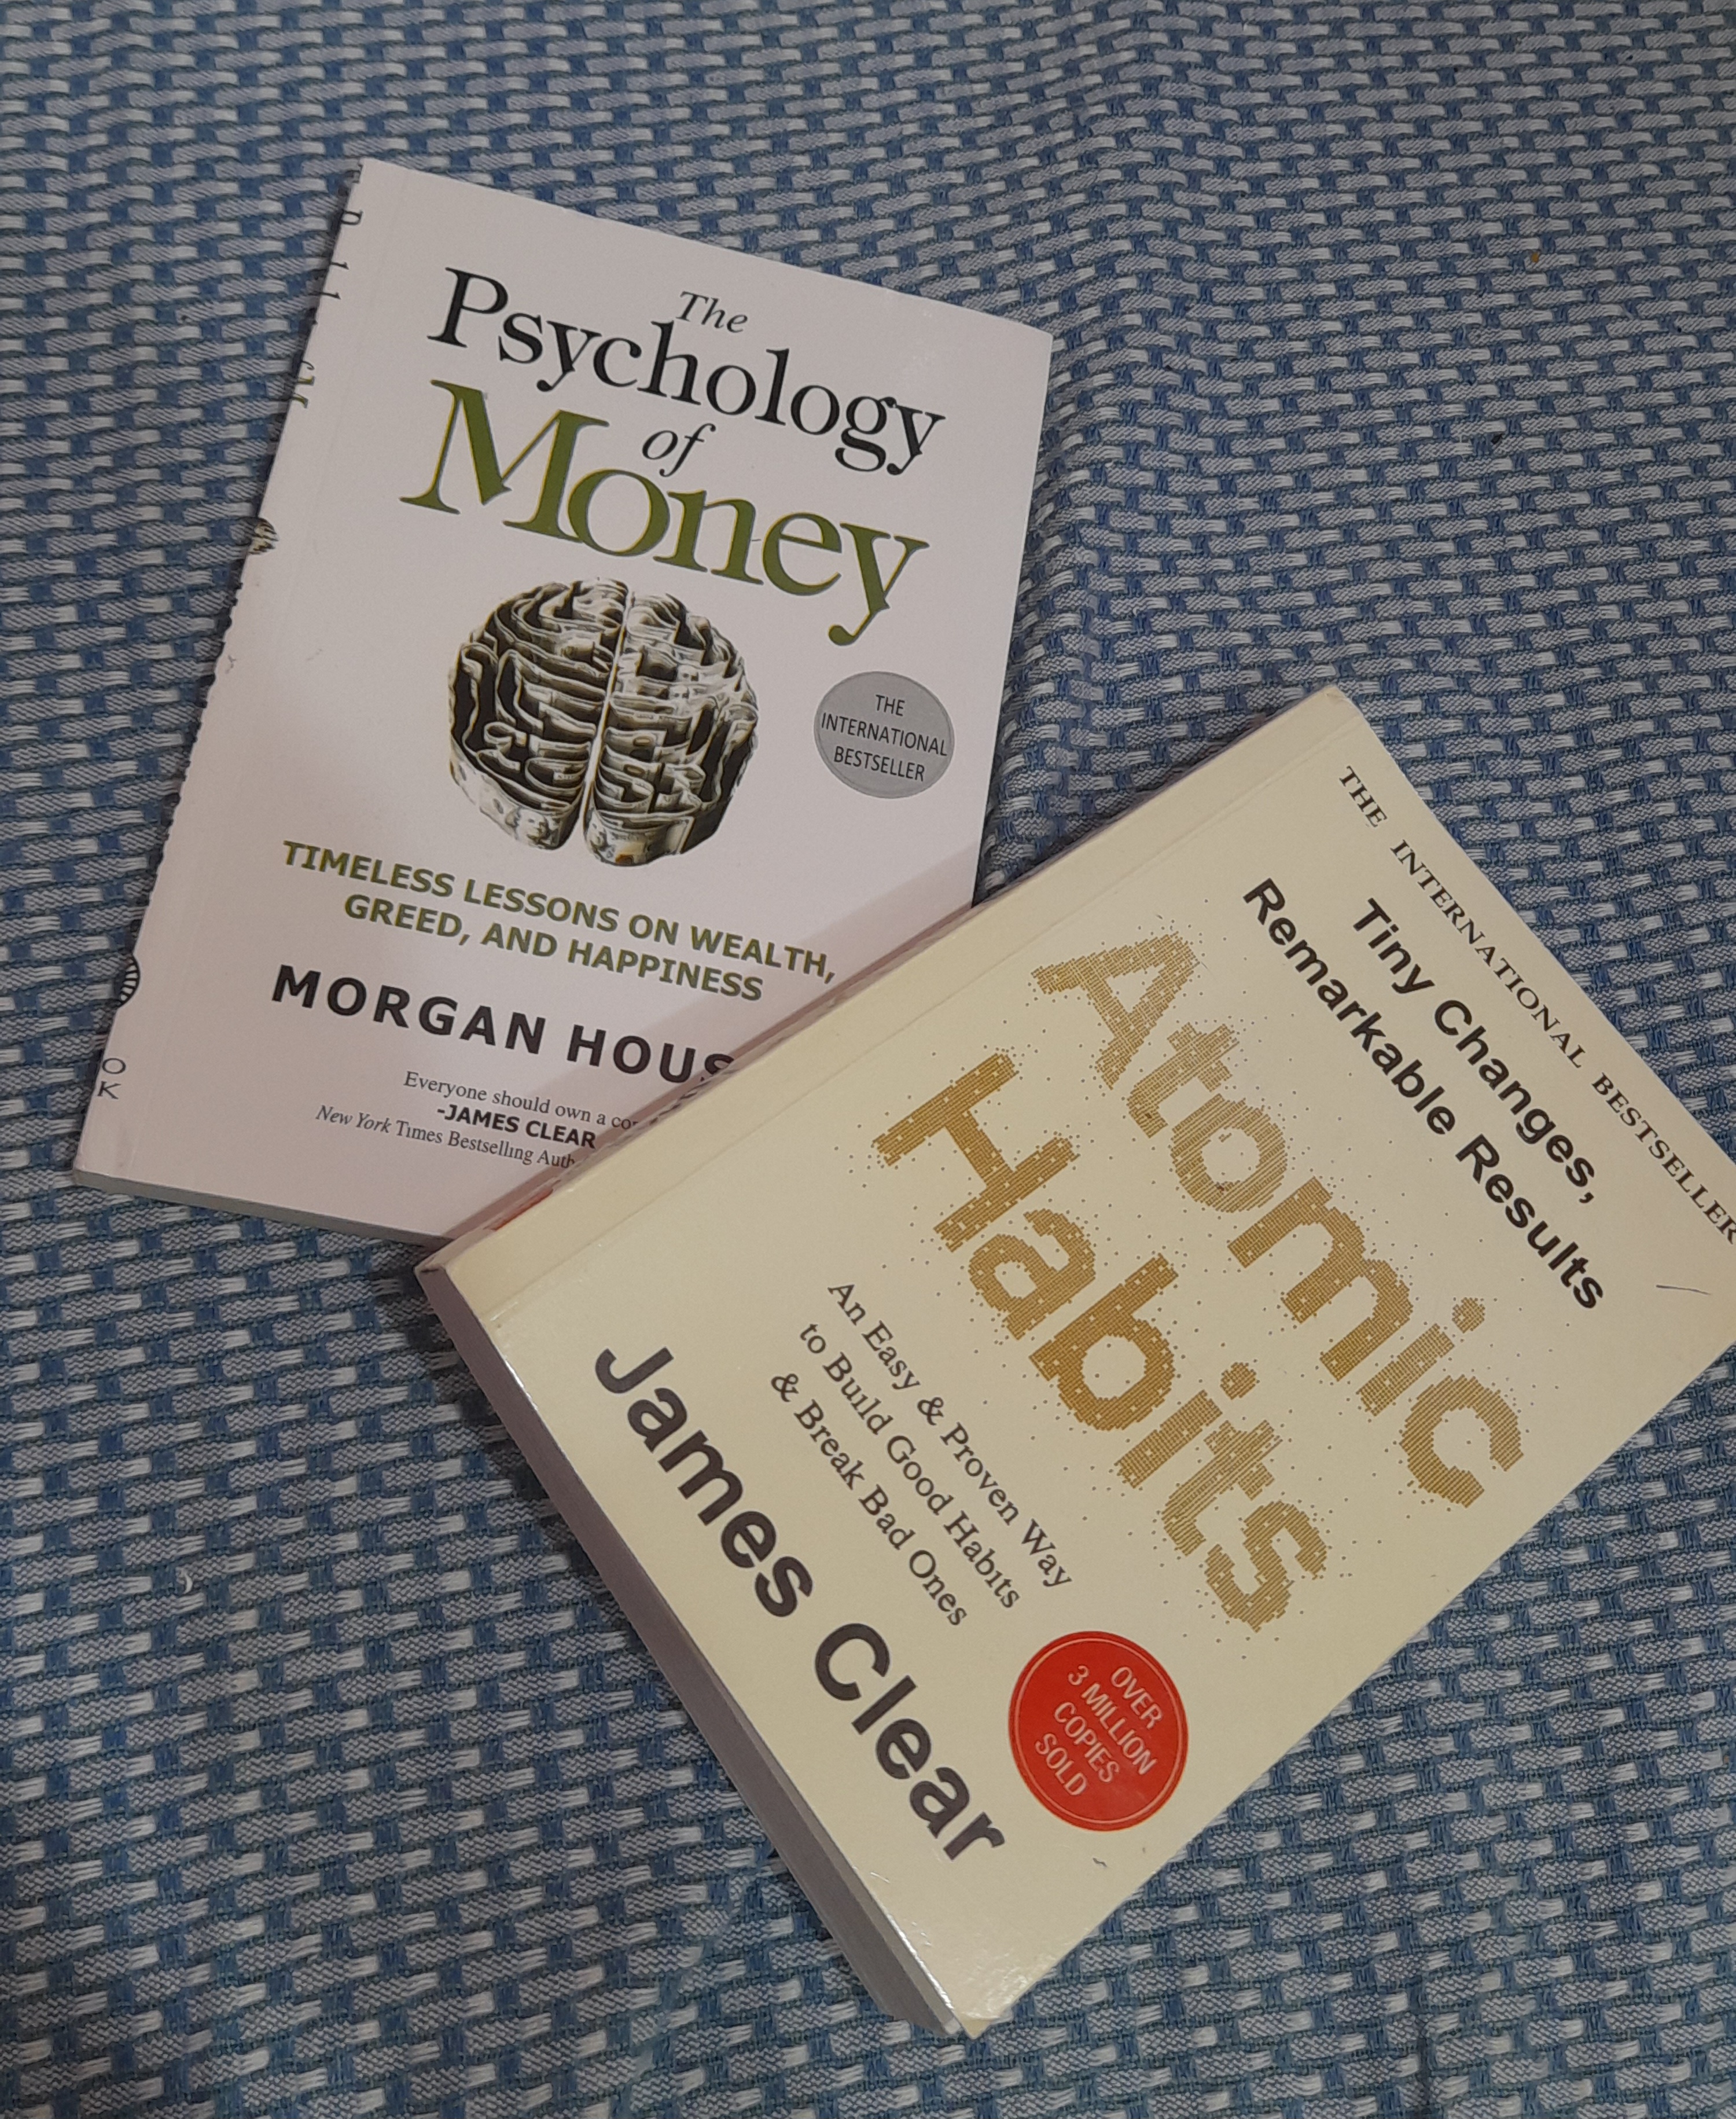 The
Psychology
of
Money
THE
INTERNATIONAL
BESTSELLER
TIMELESS LESSONS ON WEALTH,
GREED, AND HAPPINESS
MORGAN HOUS
Everyone should own a
-JAMES CLEAR
New York Times Bestselling
THE INTERNATIONAL BESTSELLER
Tiny Changes,
Remarkable Results
Atomic
Habits
An Easy & Proven Way
to Build Good Habits
& Break Bad Ones
James Clear
OVER
3 MILLION
COPIES
SOLD